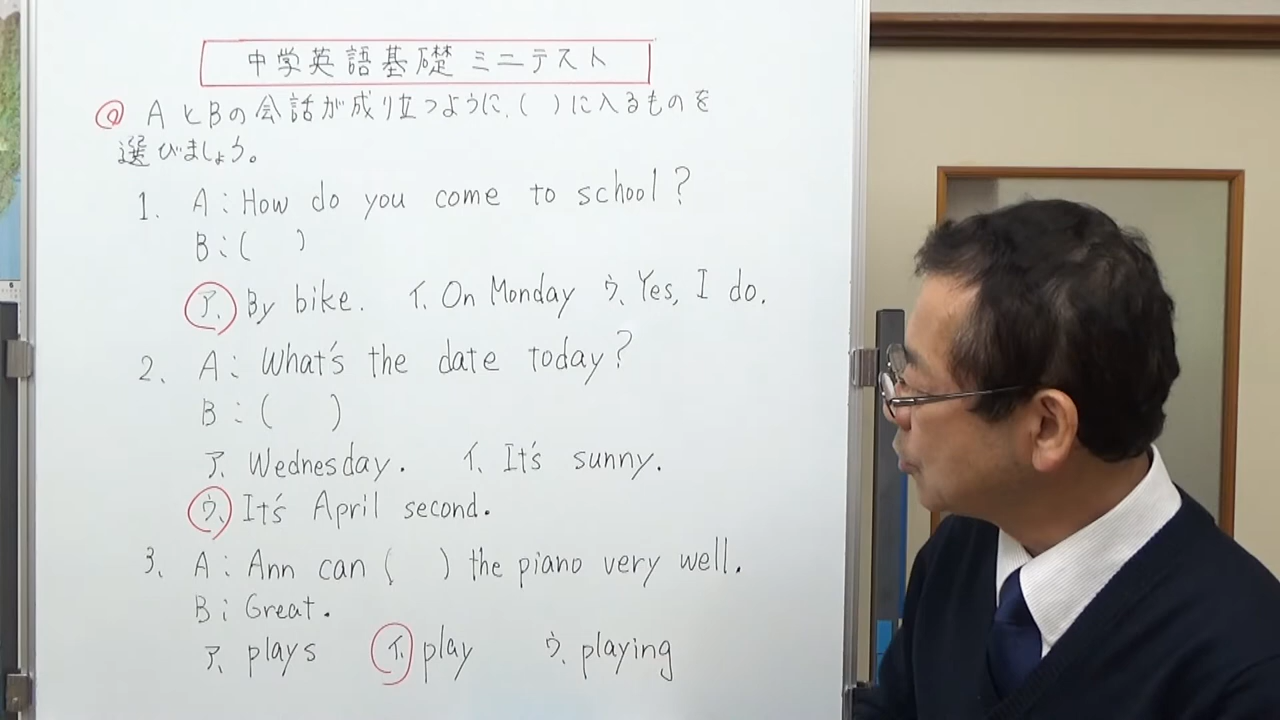 中学英語基礎 ミニテスト
◎ AとBの会話が成り立つように、( )に入るものを
選びましょう。
1. A:How do you come to school?
B:( )
ア、By bike. イ、On Monday ウ、Yes, I do.
2、A: What's the date today?
B:( )
ア、Wednesday. イ、It's sunny.
ウ、It's April second.
3、A: Ann can ( ) the piano very well.
B: Great.
ア、plays イ、play ウ、playing